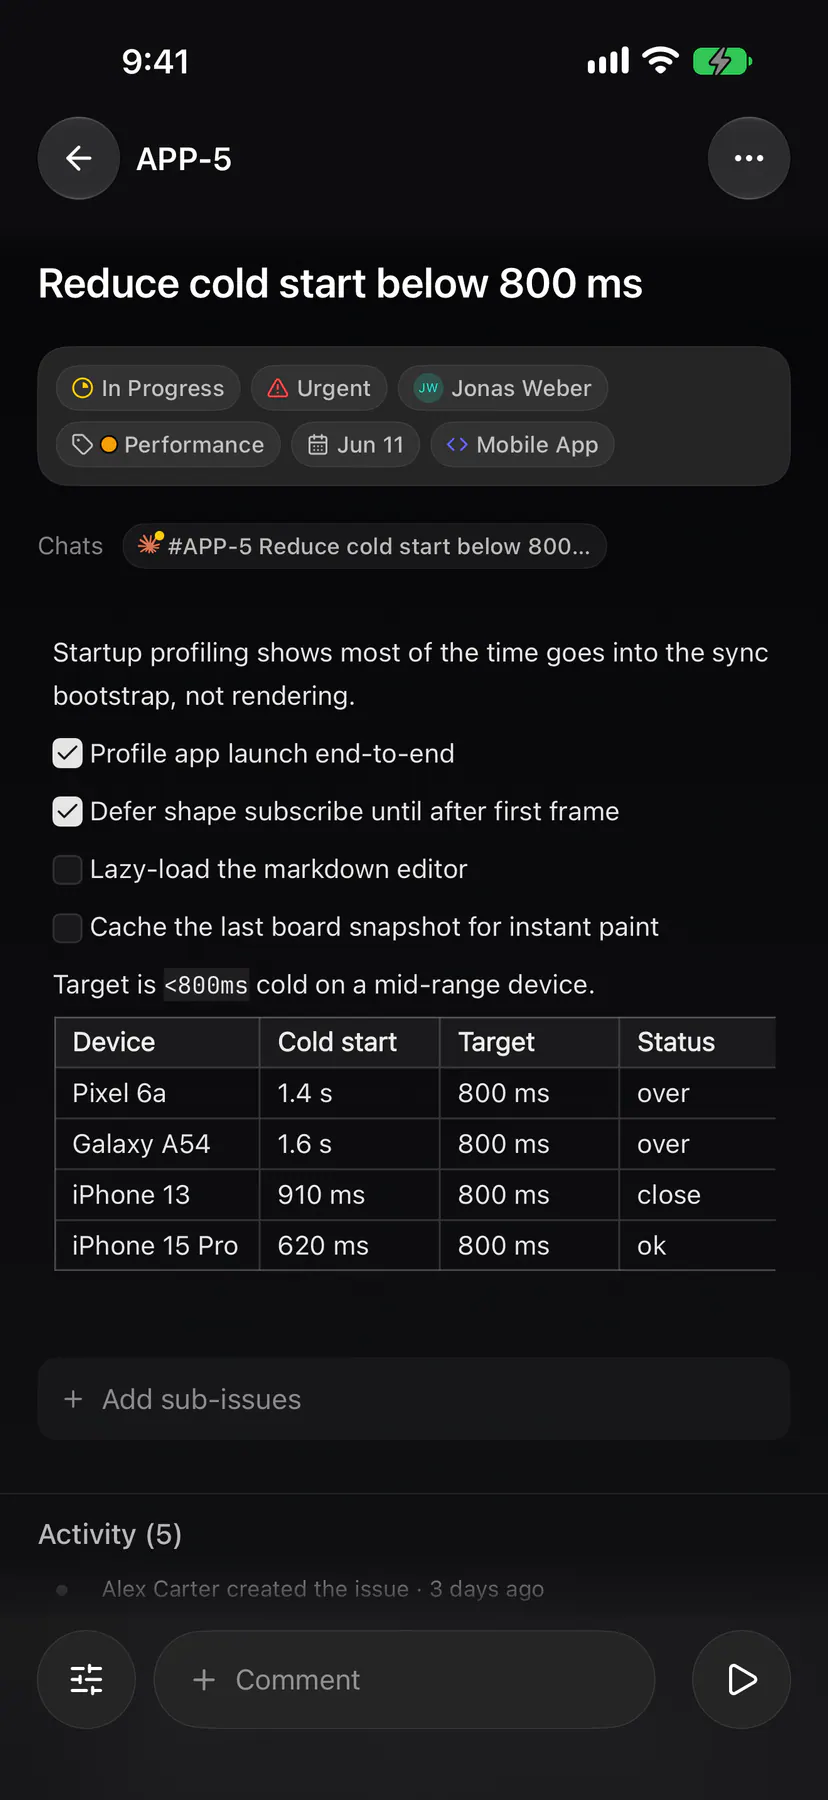 9:41
APP-5
Reduce cold start below 800 ms
In Progress
Urgent
JW Jonas Weber
Performance
Jun 11
Mobile App
Chats
#APP-5 Reduce cold start below 800...
Startup profiling shows most of the time goes into the sync
bootstrap, not rendering.
Profile app launch end-to-end
Defer shape subscribe until after first frame
Lazy-load the markdown editor
Cache the last board snapshot for instant paint
Target is <800ms cold on a mid-range device.
Device Cold start Target Status
Pixel 6a 1.4 s 800 ms over
Galaxy A54 1.6 s 800 ms over
iPhone 13 910 ms 800 ms close
iPhone 15 Pro 620 ms 800 ms ok
+ Add sub-issues
Activity (5)
Alex Carter created the issue · 3 days ago
+ Comment